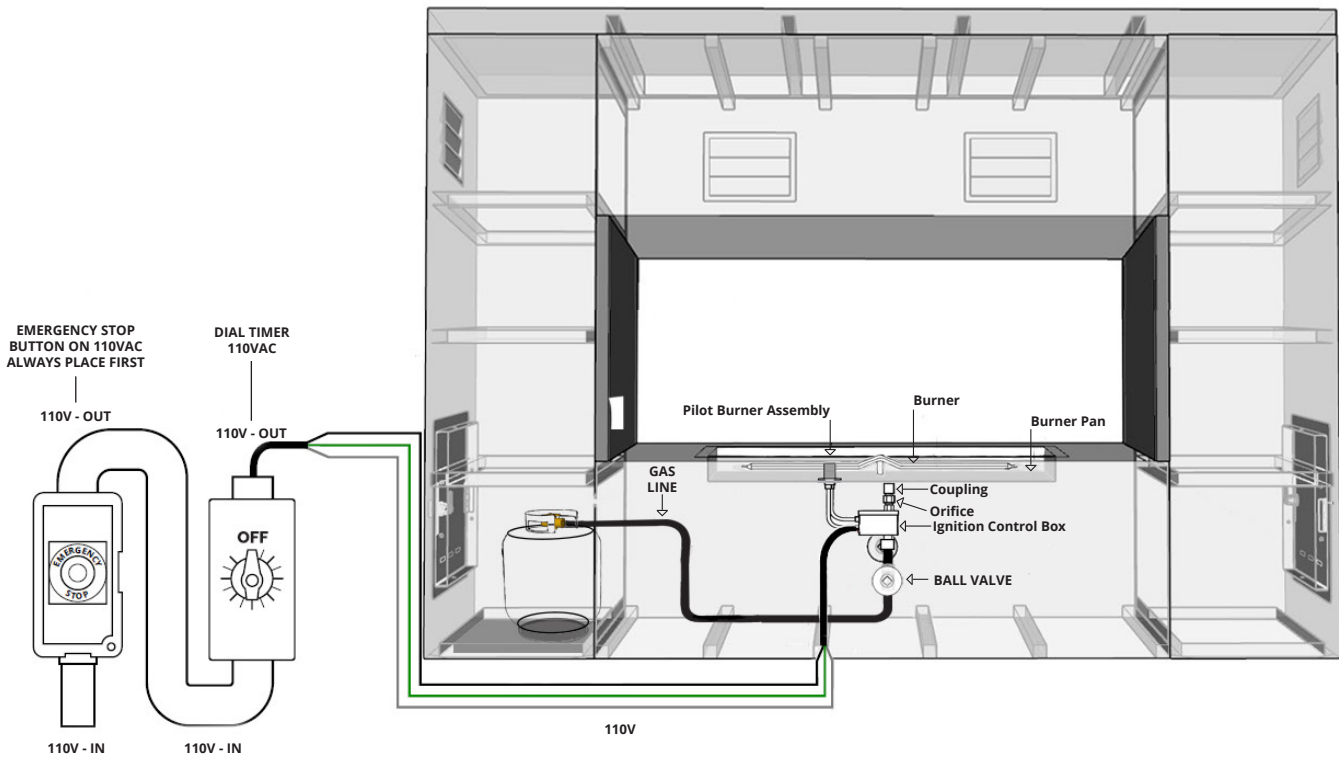 EMERGENCY STOP
BUTTON ON 110VAC
ALWAYS PLACE FIRST
110V - OUT
DIAL TIMER
110VAC
110V - OUT
EMERGENCY
STOP
OFF
110V - IN
110V - IN
110V
GAS
LINE
Pilot Burner Assembly
Burner
Burner Pan
Coupling
Orifice
Ignition Control Box
BALL VALVE